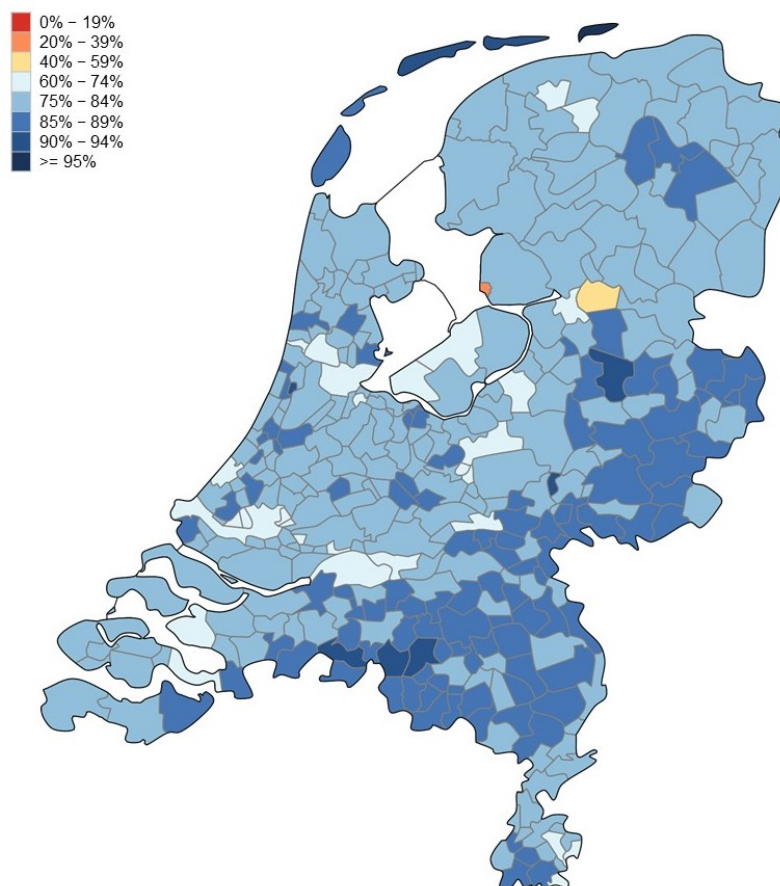 0% – 19%
20% – 39%
40% – 59%
60% – 74%
75% – 84%
85% – 89%
90% – 94%
>= 95%